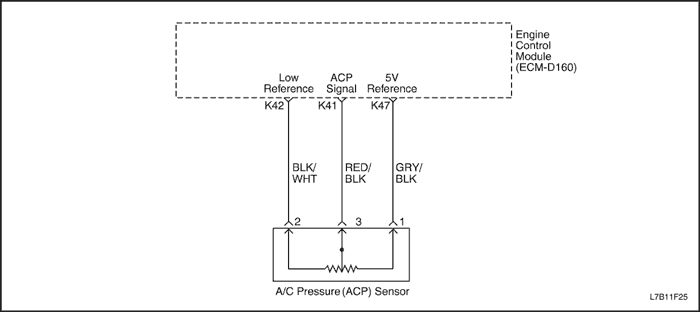 Engine
Control
Module
(ECM-D160)
Low ACP 5V
Reference Signal Reference
K42 K41 K47
BLK/ RED/ GRY/
WHT BLK BLK
2 3 1
A/C Pressure (ACP) Sensor
L7B11F25